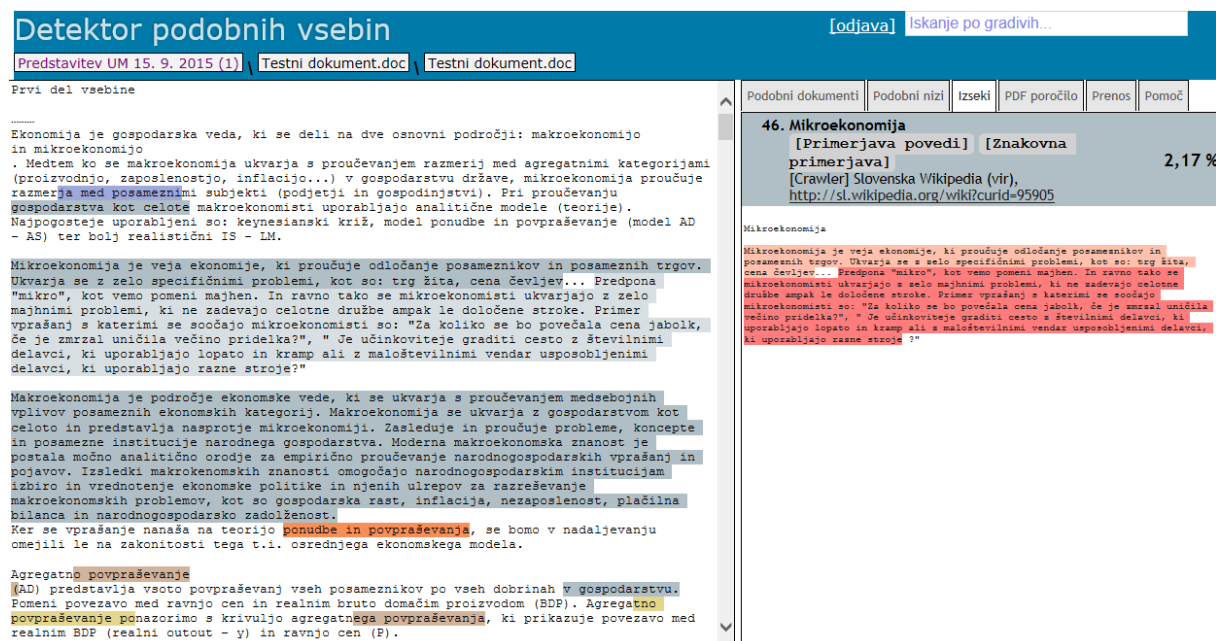 Detektor podobnih vsebin
[odjava]
Iskanje po gradivih...
Predstavitev UM 15. 9. 2015 (1) \ Testni dokument.doc \ Testni dokument.doc
Prvi del vsebine
………
Ekonomija je gospodarska veda, ki se deli na dve osnovni področji: makroekonomijo
in mikroekonomijo
. Medtem ko se makroekonomija ukvarja s proučevanjem razmerij med agregatnimi kategorijami
(proizvodnjo, zaposlenostjo, inflacijo...) v gospodarstvu države, mikroekonomija proučuje
razmerja med posameznimi subjekti (podjetji in gospodinjstvi). Pri proučevanju
gospodarstva kot celote makroekonomisti uporabljajo analitične modele (teorije).
Najpogosteje uporabljeni so: keynesianski križ, model ponudbe in povpraševanje (model AD
– AS) ter bolj realistični IS – LM.
Mikroekonomija je veja ekonomije, ki proučuje odločanje posameznikov in posameznih trgov.
Ukvarja se z zelo specifičnimi problemi, kot so: trg žita, cena čevljev... Predpona
"mikro", kot vemo pomeni majhen. In ravno tako se mikroekonomisti ukvarjajo z zelo
majhnimi problemi, ki ne zadevajo celotne družbe ampak le določene stroke. Primer
vprašanj s katerimi se soočajo mikroekonomisti so: "Za koliko se bo povečala cena jabolk,
če je zmrzal uničila večino pridelka?", " Je učinkoviteje graditi cesto z številnimi
delavci, ki uporabljajo lopato in kramp ali z maloštevilnimi vendar usposobljenimi
delavci, ki uporabljajo razne stroje?"
Makroekonomija je področje ekonomske vede, ki se ukvarja s proučevanjem medsebojnih
vplivov posameznih ekonomskih kategorij. Makroekonomija se ukvarja z gospodarstvom kot
celoto in predstavlja nasprotje mikroekonomiji. Zasleduje in proučuje probleme, koncepte
in posamezne institucije narodnega gospodarstva. Moderna makroekonomska znanost je
postala močno analitično orodje za empirično proučevanje narodnogospodarskih vprašanj in
pojavov. Izsledki makrokenomskih znanosti omogočajo narodnogospodarskim institucijam
izbiro in vrednotenje ekonomske politike in njenih ulrepov za razreševanje
makroekonomskih problemov, kot so gospodarska rast, inflacija, nezaposlenost, plačilna
bilanca in narodnogospodarsko zadolženost.
Ker se vprašanje nanaša na teorijo ponudbe in povpraševanja, se bomo v nadaljevanju
omejili le na zakonitosti tega t.i. osrednjega ekonomskega modela.
Agregatno povpraševanje
(AD) predstavlja vsoto povpraševanj vseh posameznikov po vseh dobrinah v gospodarstvu.
Pomeni povezavo med ravnjo cen in realnim bruto domačim proizvodom (BDP). Agregatno
povpraševanje ponazorimo s krivuljo agregatnega povpraševanja, ki prikazuje povezavo med
realnim BDP (realni outout – y) in ravnjo cen (P).
Podobni dokumenti
Podobni nizi
Izseki
PDF poročilo
Prenos
Pomoč
46. Mikroekonomija
[Primerjava povedi] [Znakovna
primerjava]
2,17 %
[Crawler] Slovenska Wikipedia (vir),
http://sl.wikipedia.org/wiki?curid=95905
Mikroekonomija
Mikroekonomija je veja ekonomije, ki proučuje odločanje posameznikov in
posameznih trgov. Ukvarja se z zelo specifičnimi problemi, kot so: trg žita,
cena čevljev... Predpona "mikro", kot vemo pomeni majhen. In ravno tako se
mikroekonomisti ukvarjajo z zelo majhnimi problemi, ki ne zadevajo celotne
družbe ampak le določene stroke. Primer vprašanj s katerimi se soočajo
mikroekonomisti so: "Za koliko se bo povečala cena jabolk, če je zmrzal uničila
večino pridelka?", " Je učinkoviteje graditi cesto z številnimi delavci, ki
uporabljajo lopato in kramp ali z maloštevilnimi vendar usposobljenimi delavci,
ki uporabljajo razne stroje ?"